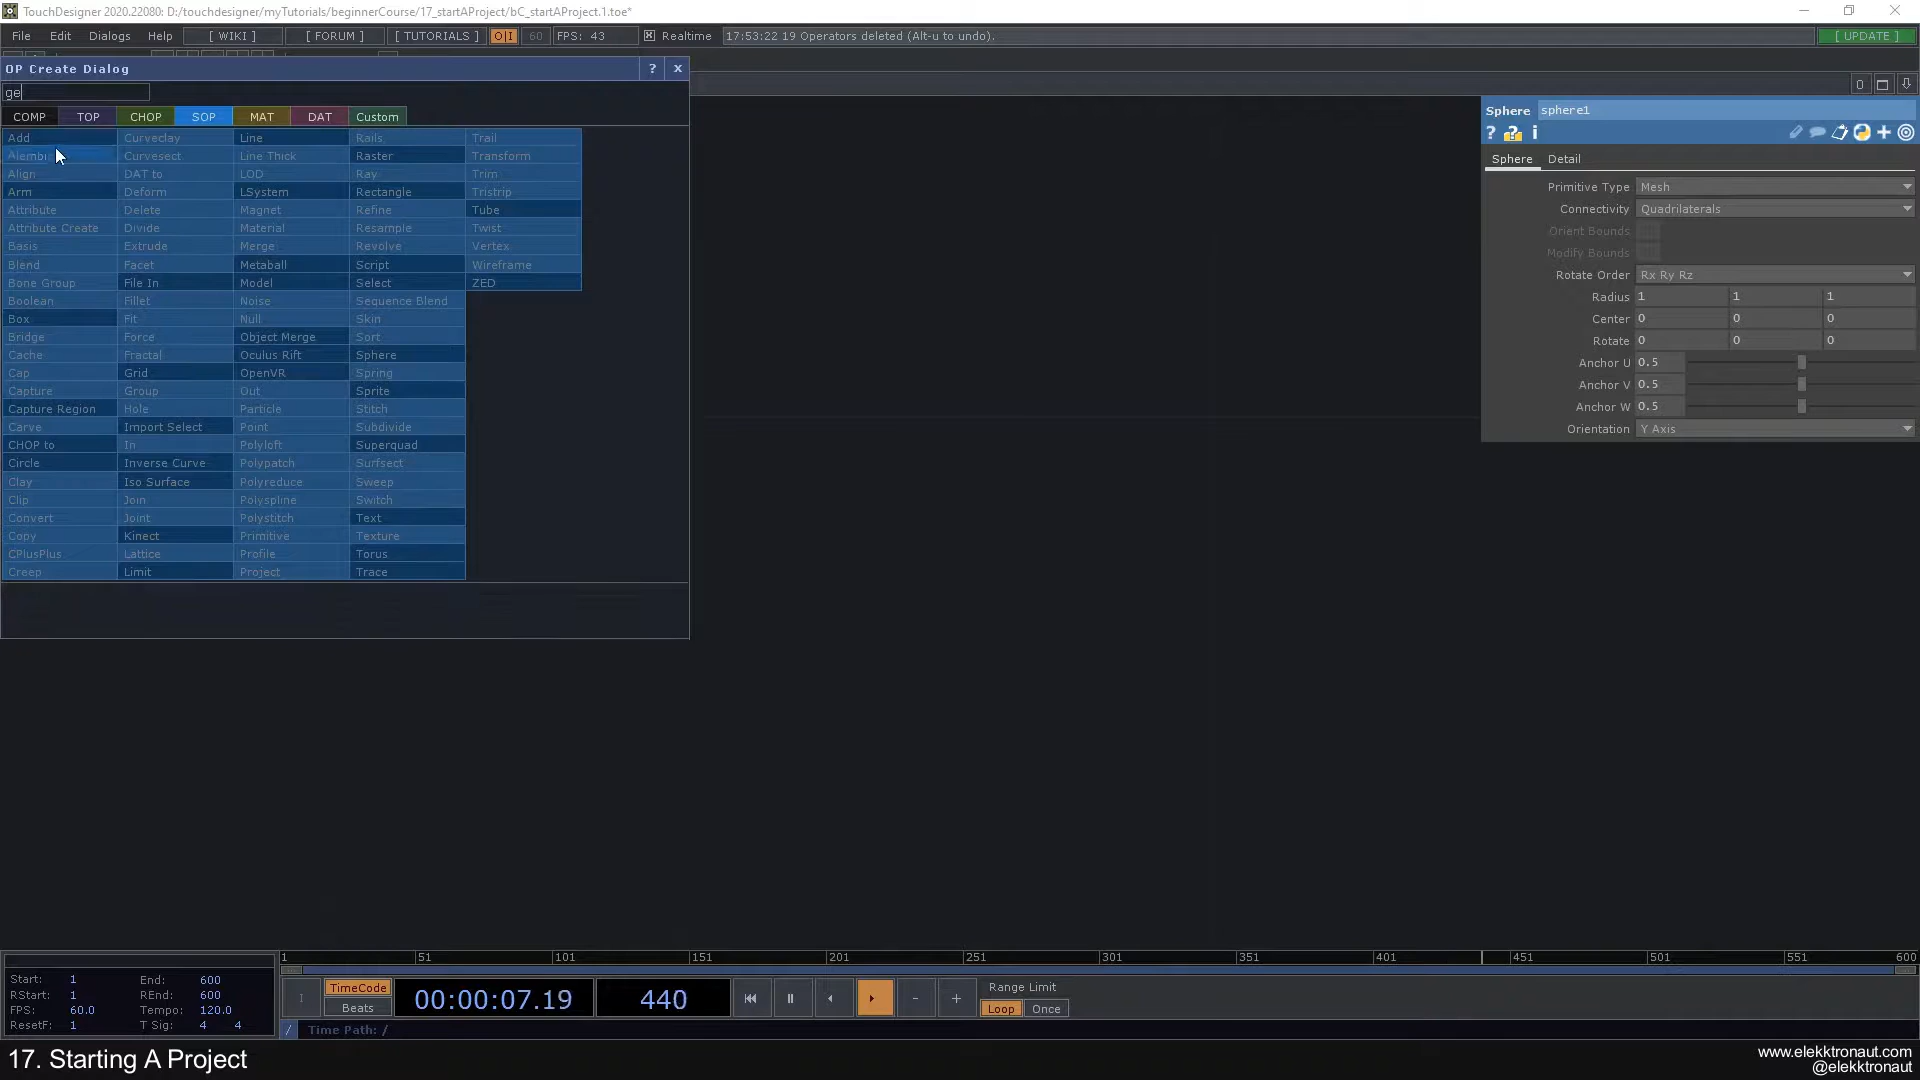 TouchDesigner 2020.22080: D:/touchdesigner/myTutorials/beginnerCourse/17_startAProject/bC_startAProject.1.toe*
File Edit Dialogs Help [ WIKI ] [ FORUM ] [ TUTORIALS ] O|I 60 FPS: 43 Realtime 17:53:22 19 Operators deleted (Alt-u to undo). [ UPDATE ]
OP Create Dialog ? x
ge
COMP TOP CHOP SOP MAT DAT Custom
Add Curveclay Line Rails Trail
Alembi Curvesect Line Thick Raster Transform
Align DAT to LOD Ray Trim
Arm Deform LSystem Rectangle Tristrip
Attribute Delete Magnet Refine Tube
Attribute Create Divide Material Resample Twist
Basis Extrude Merge Revolve Vertex
Blend Facet Metaball Script Wireframe
Bone Group File In Model Select ZED
Boolean Fillet Noise Sequence Blend
Box Fit Null Skin
Bridge Force Object Merge Sort
Cache Fractal Oculus Rift Sphere
Cap Grid OpenVR Spring
Capture Group Out Sprite
Capture Region Hole Particle Stitch
Carve Import Select Point Subdivide
CHOP to In Polyloft Superquad
Circle Inverse Curve Polypatch Surfsect
Clay Iso Surface Polyreduce Sweep
Clip Join Polyspline Switch
Convert Joint Polystitch Text
Copy Kinect Primitive Texture
CPlusPlus Lattice Profile Torus
Creep Limit Project Trace
0
Sphere sphere1
? i
Sphere Detail
Primitive Type Mesh
Connectivity Quadrilaterals
Orient Bounds
Modify Bounds
Rotate Order Rx Ry Rz
Radius 1 1 1
Center 0 0 0
Rotate 0 0 0
Anchor U 0.5
Anchor V 0.5
Anchor W 0.5
Orientation Y Axis
1 51 101 151 201 251 301 351 401 451 501 551 600
Start: 1 End: 600
RStart: 1 REnd: 600
FPS: 60.0 Tempo: 120.0
ResetF: 1 T Sig: 4 4
I TimeCode Beats 00:00:07.19 440 - + Range Limit
Loop Once
/ Time Path: /
17. Starting A Project
www.elekktronaut.com
@elekktronaut